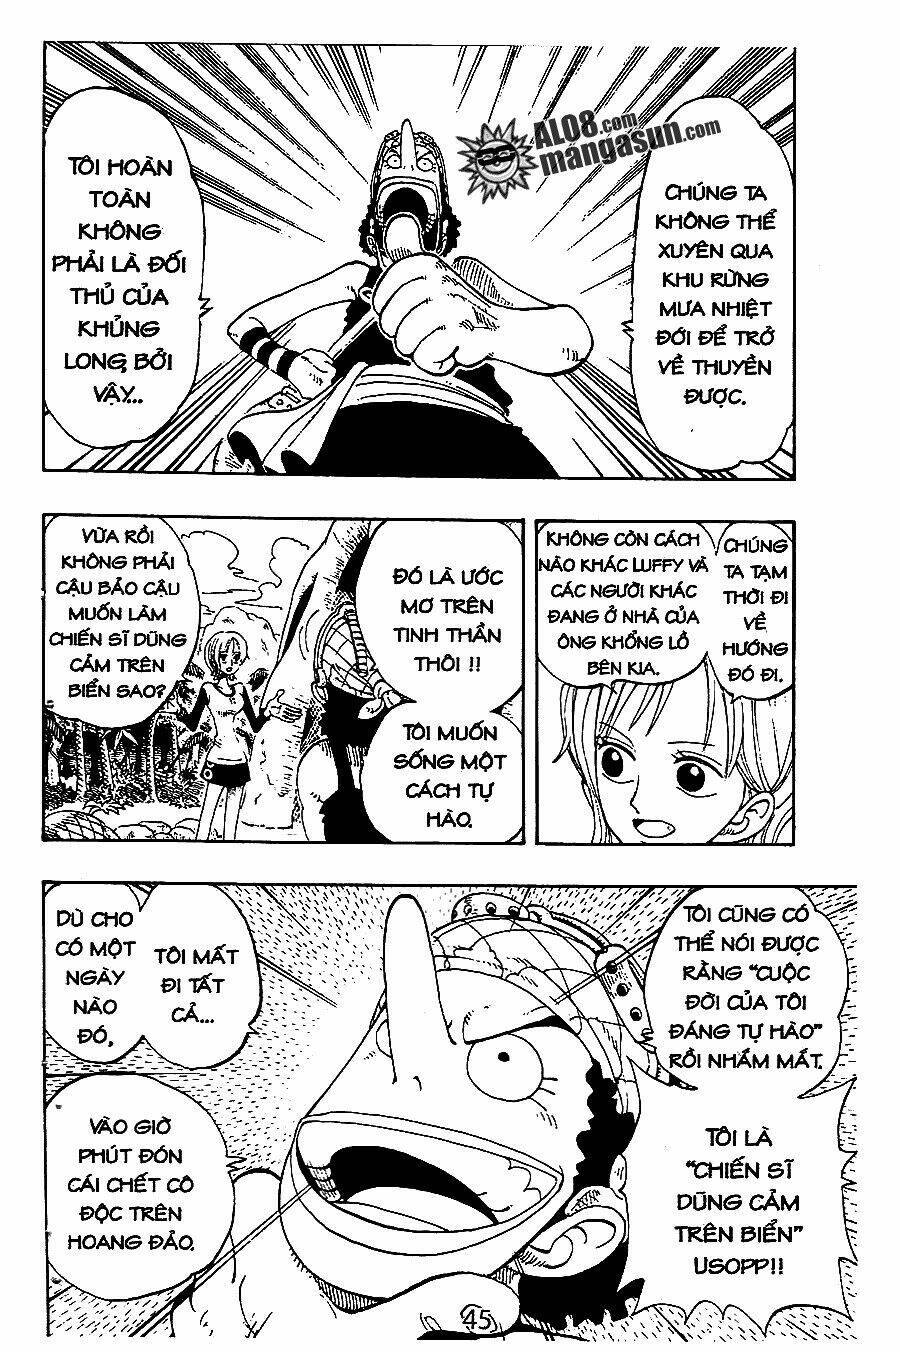 ALO8.com
mangasun.com
CHÚNG TA
KHÔNG THỂ
XUYÊN QUA
KHU RỪNG
MƯA NHIỆT
ĐỚI ĐỂ TRỞ
VỀ THUYỀN
ĐƯỢC.
TÔI HOÀN
TOÀN
KHÔNG
PHẢI LÀ ĐỐI
THỦ CỦA
KHỦNG
LONG, BỞI
VẬY...
CHÚNG
TA TẠM
THỜI ĐI
VỀ
HƯỚNG
ĐÓ ĐI.
KHÔNG CÒN CÁCH
NÀO KHÁC LUFFY VÀ
CÁC NGƯỜI KHÁC
ĐANG Ở NHÀ CỦA
ÔNG KHỔNG LỒ
BÊN KIA.
ĐÓ LÀ ƯỚC
MƠ TRÊN
TINH THẦN
THÔI !!
TÔI MUỐN
SỐNG MỘT
CÁCH TỰ
HÀO.
VỪA RỒI
KHÔNG PHẢI
CẬU BẢO CẬU
MUỐN LÀM
CHIẾN SĨ DŨNG
CẢM TRÊN
BIỂN SAO?
TÔI CŨNG CÓ
THỂ NÓI ĐƯỢC
RẰNG "CUỘC
ĐỜI CỦA TÔI
ĐÁNG TỰ HÀO"
RỒI NHẮM MẮT.
TÔI LÀ
"CHIẾN SĨ
DŨNG CẢM
TRÊN BIỂN"
USOPP!!
TÔI MẤT
ĐI TẤT
CẢ...
DÙ CHO
CÓ MỘT
NGÀY
NÀO
ĐÓ,
VÀO GIỜ
PHÚT ĐÓN
CÁI CHẾT CÔ
ĐỘC TRÊN
HOANG ĐẢO.
45